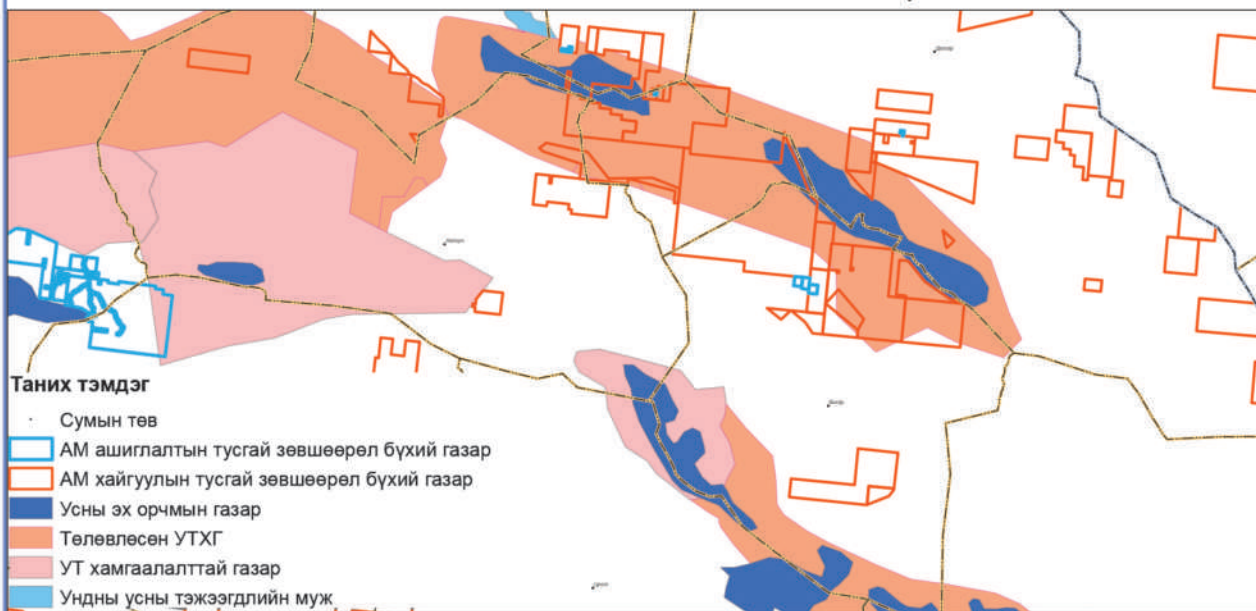 Таних тэмдэг
Сумын төв
АМ ашиглалтын тусгай зөвшөөрөл бүхий газар
АМ хайгуулын тусгай зөвшөөрөл бүхий газар
Усны эх орчмын газар
Төлөвлөсөн УТХГ
УТ хамгаалалттай газар
Ундны усны тэжээгдлийн муж